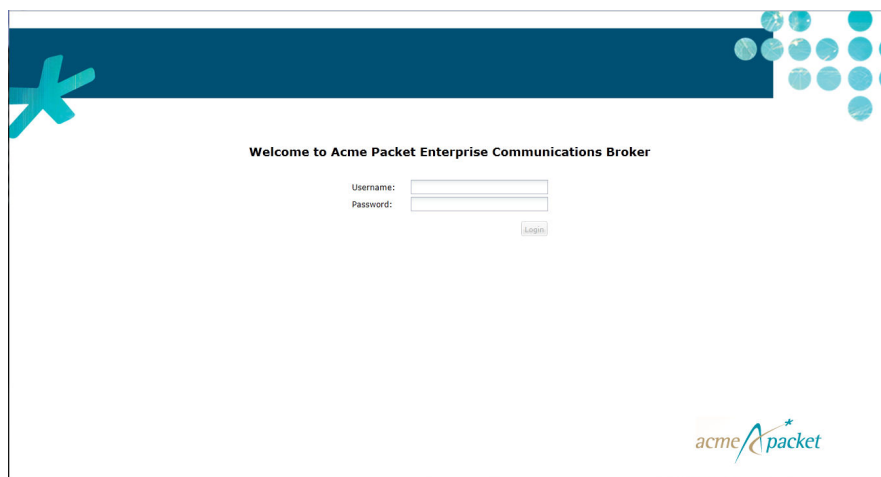 Welcome to Acme Packet Enterprise Communications Broker
Username:
Password:
Login
acme packet